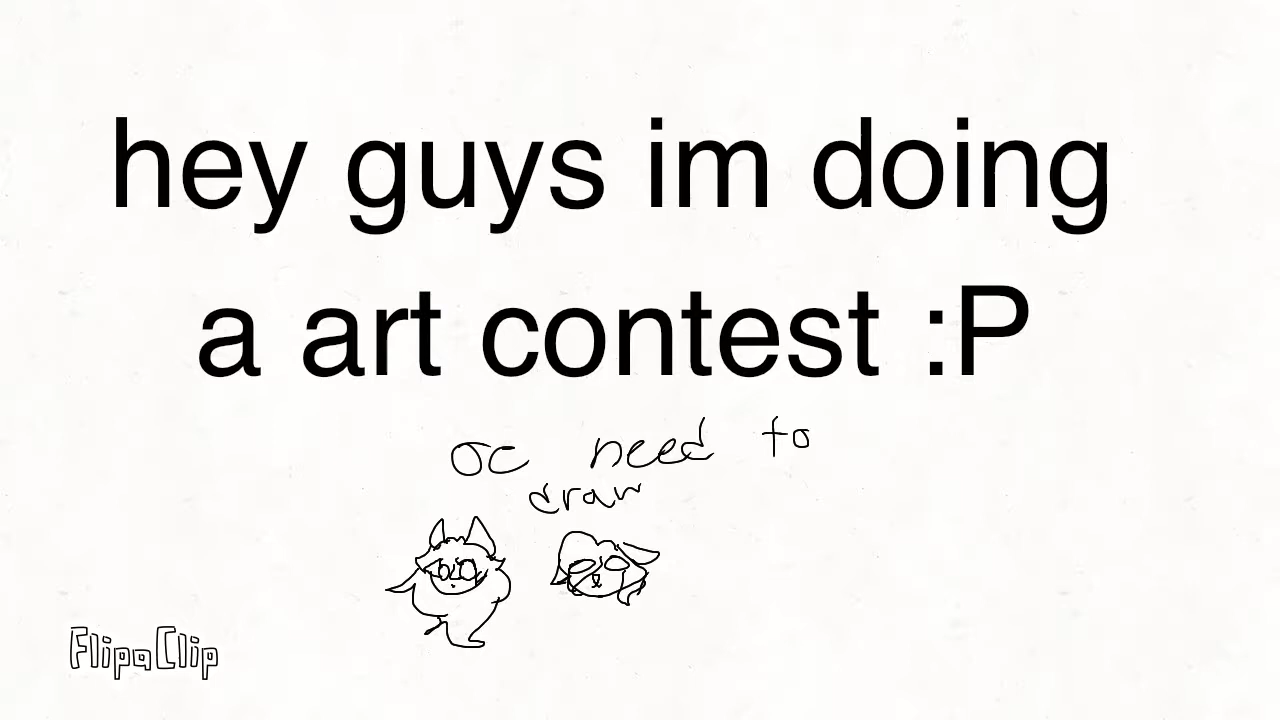 hey guys im doing
a art contest :P
oc need to
draw
FlipaClip